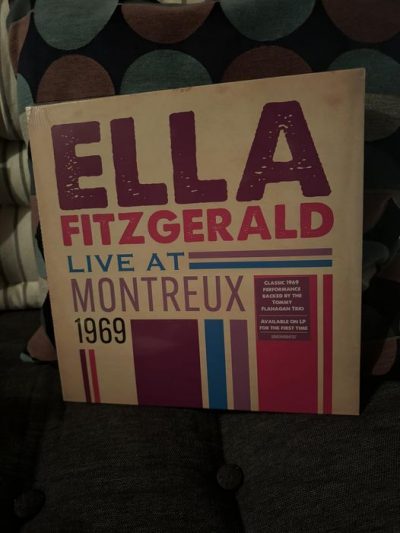 ELLA
FITZGERALD
LIVE AT
MONTREUX
1969
CLASSIC 1969
PERFORMANCE
BACKED BY THE
TOMMY
FLANAGAN TRIO
AVAILABLE ON LP
FOR THE FIRST TIME